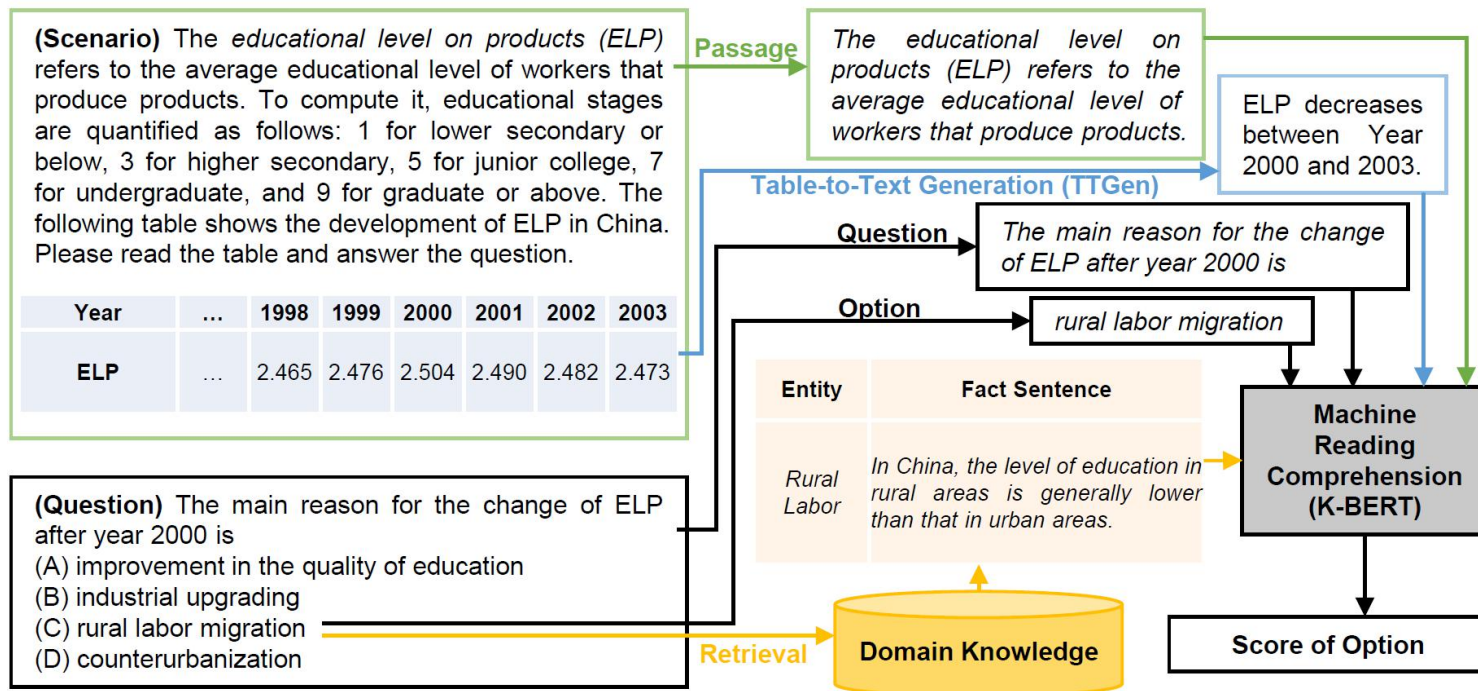 (Scenario) The educational level on products (ELP)
refers to the average educational level of workers that
produce products. To compute it, educational stages
are quantified as follows: 1 for lower secondary or
below, 3 for higher secondary, 5 for junior college, 7
for undergraduate, and 9 for graduate or above. The
following table shows the development of ELP in China.
Please read the table and answer the question.
Year ... 1998 1999 2000 2001 2002 2003
ELP ... 2.465 2.476 2.504 2.490 2.482 2.473
Passage
The educational level on
products (ELP) refers to the
average educational level of
workers that produce products.
ELP decreases
between Year
2000 and 2003.
Table-to-Text Generation (TTGen)
Question
The main reason for the change
of ELP after year 2000 is
Option
rural labor migration
Entity Fact Sentence
Rural
Labor
In China, the level of education in
rural areas is generally lower
than that in urban areas.
Machine
Reading
Comprehension
(K-BERT)
(Question) The main reason for the change of ELP
after year 2000 is
(A) improvement in the quality of education
(B) industrial upgrading
(C) rural labor migration
(D) counterurbanization
Retrieval
Domain Knowledge
Score of Option